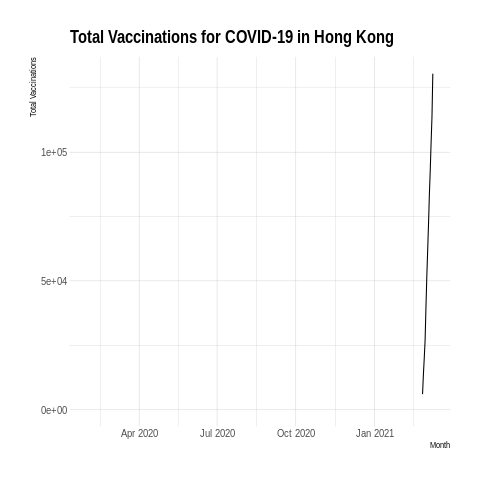 Total Vaccinations for COVID-19 in Hong Kong
Total Vaccinations
1e+05
5e+04
0e+00
Apr 2020 Jul 2020 Oct 2020 Jan 2021
Month